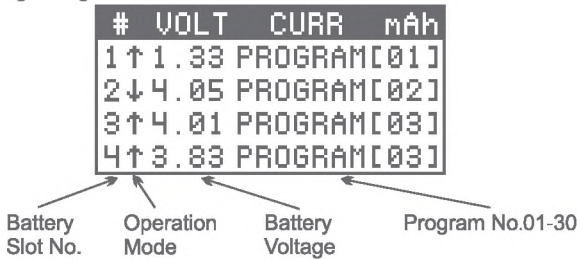 # VOLT CURR mAh
1↑1.33 PROGRAM[01]
2↓4.05 PROGRAM[02]
3↑4.01 PROGRAM[03]
4↑3.83 PROGRAM[03]
Battery Slot No.
Operation Mode
Battery Voltage
Program No.01-30